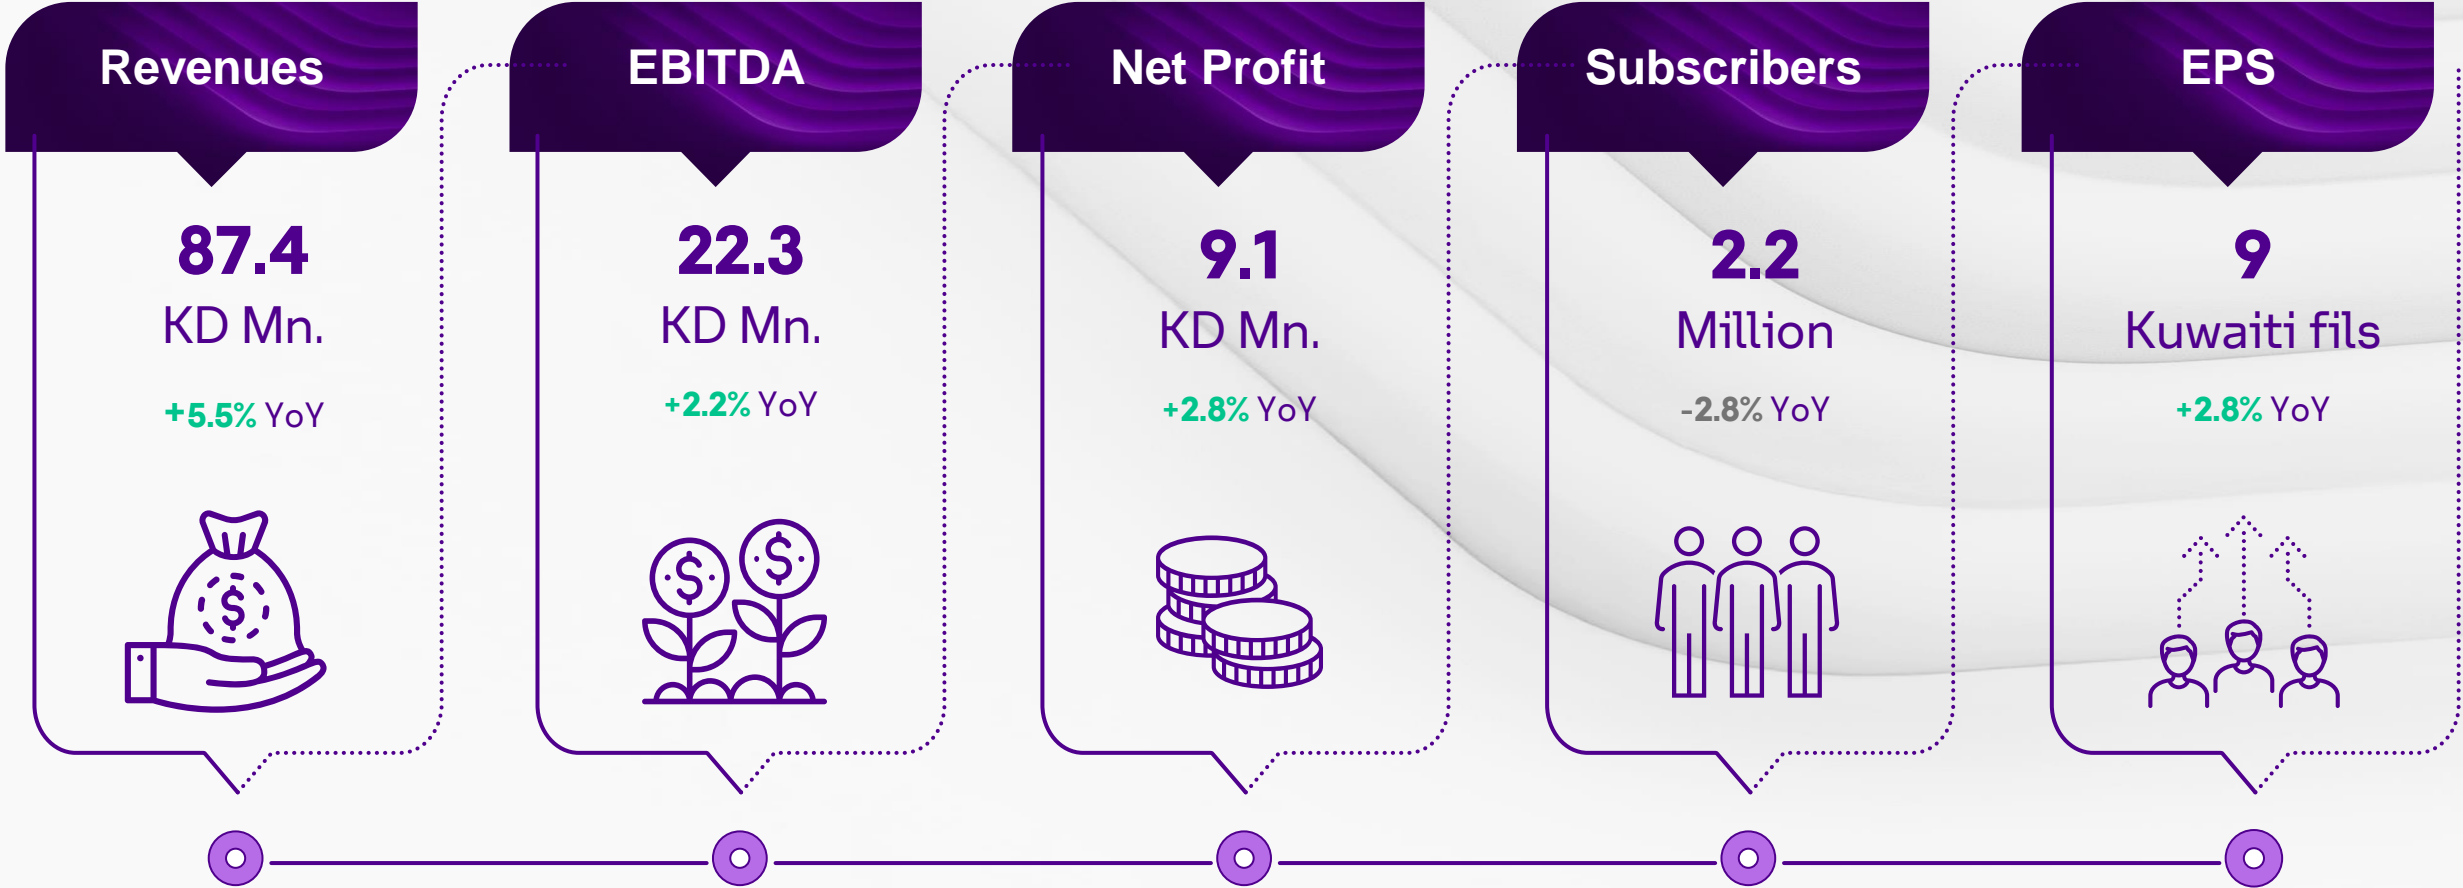 Revenues
87.4
KD Mn.
+5.5% YoY
EBITDA
22.3
KD Mn.
+2.2% YoY
Net Profit
9.1
KD Mn.
+2.8% YoY
Subscribers
2.2
Million
-2.8% YoY
EPS
9
Kuwaiti fils
+2.8% YoY